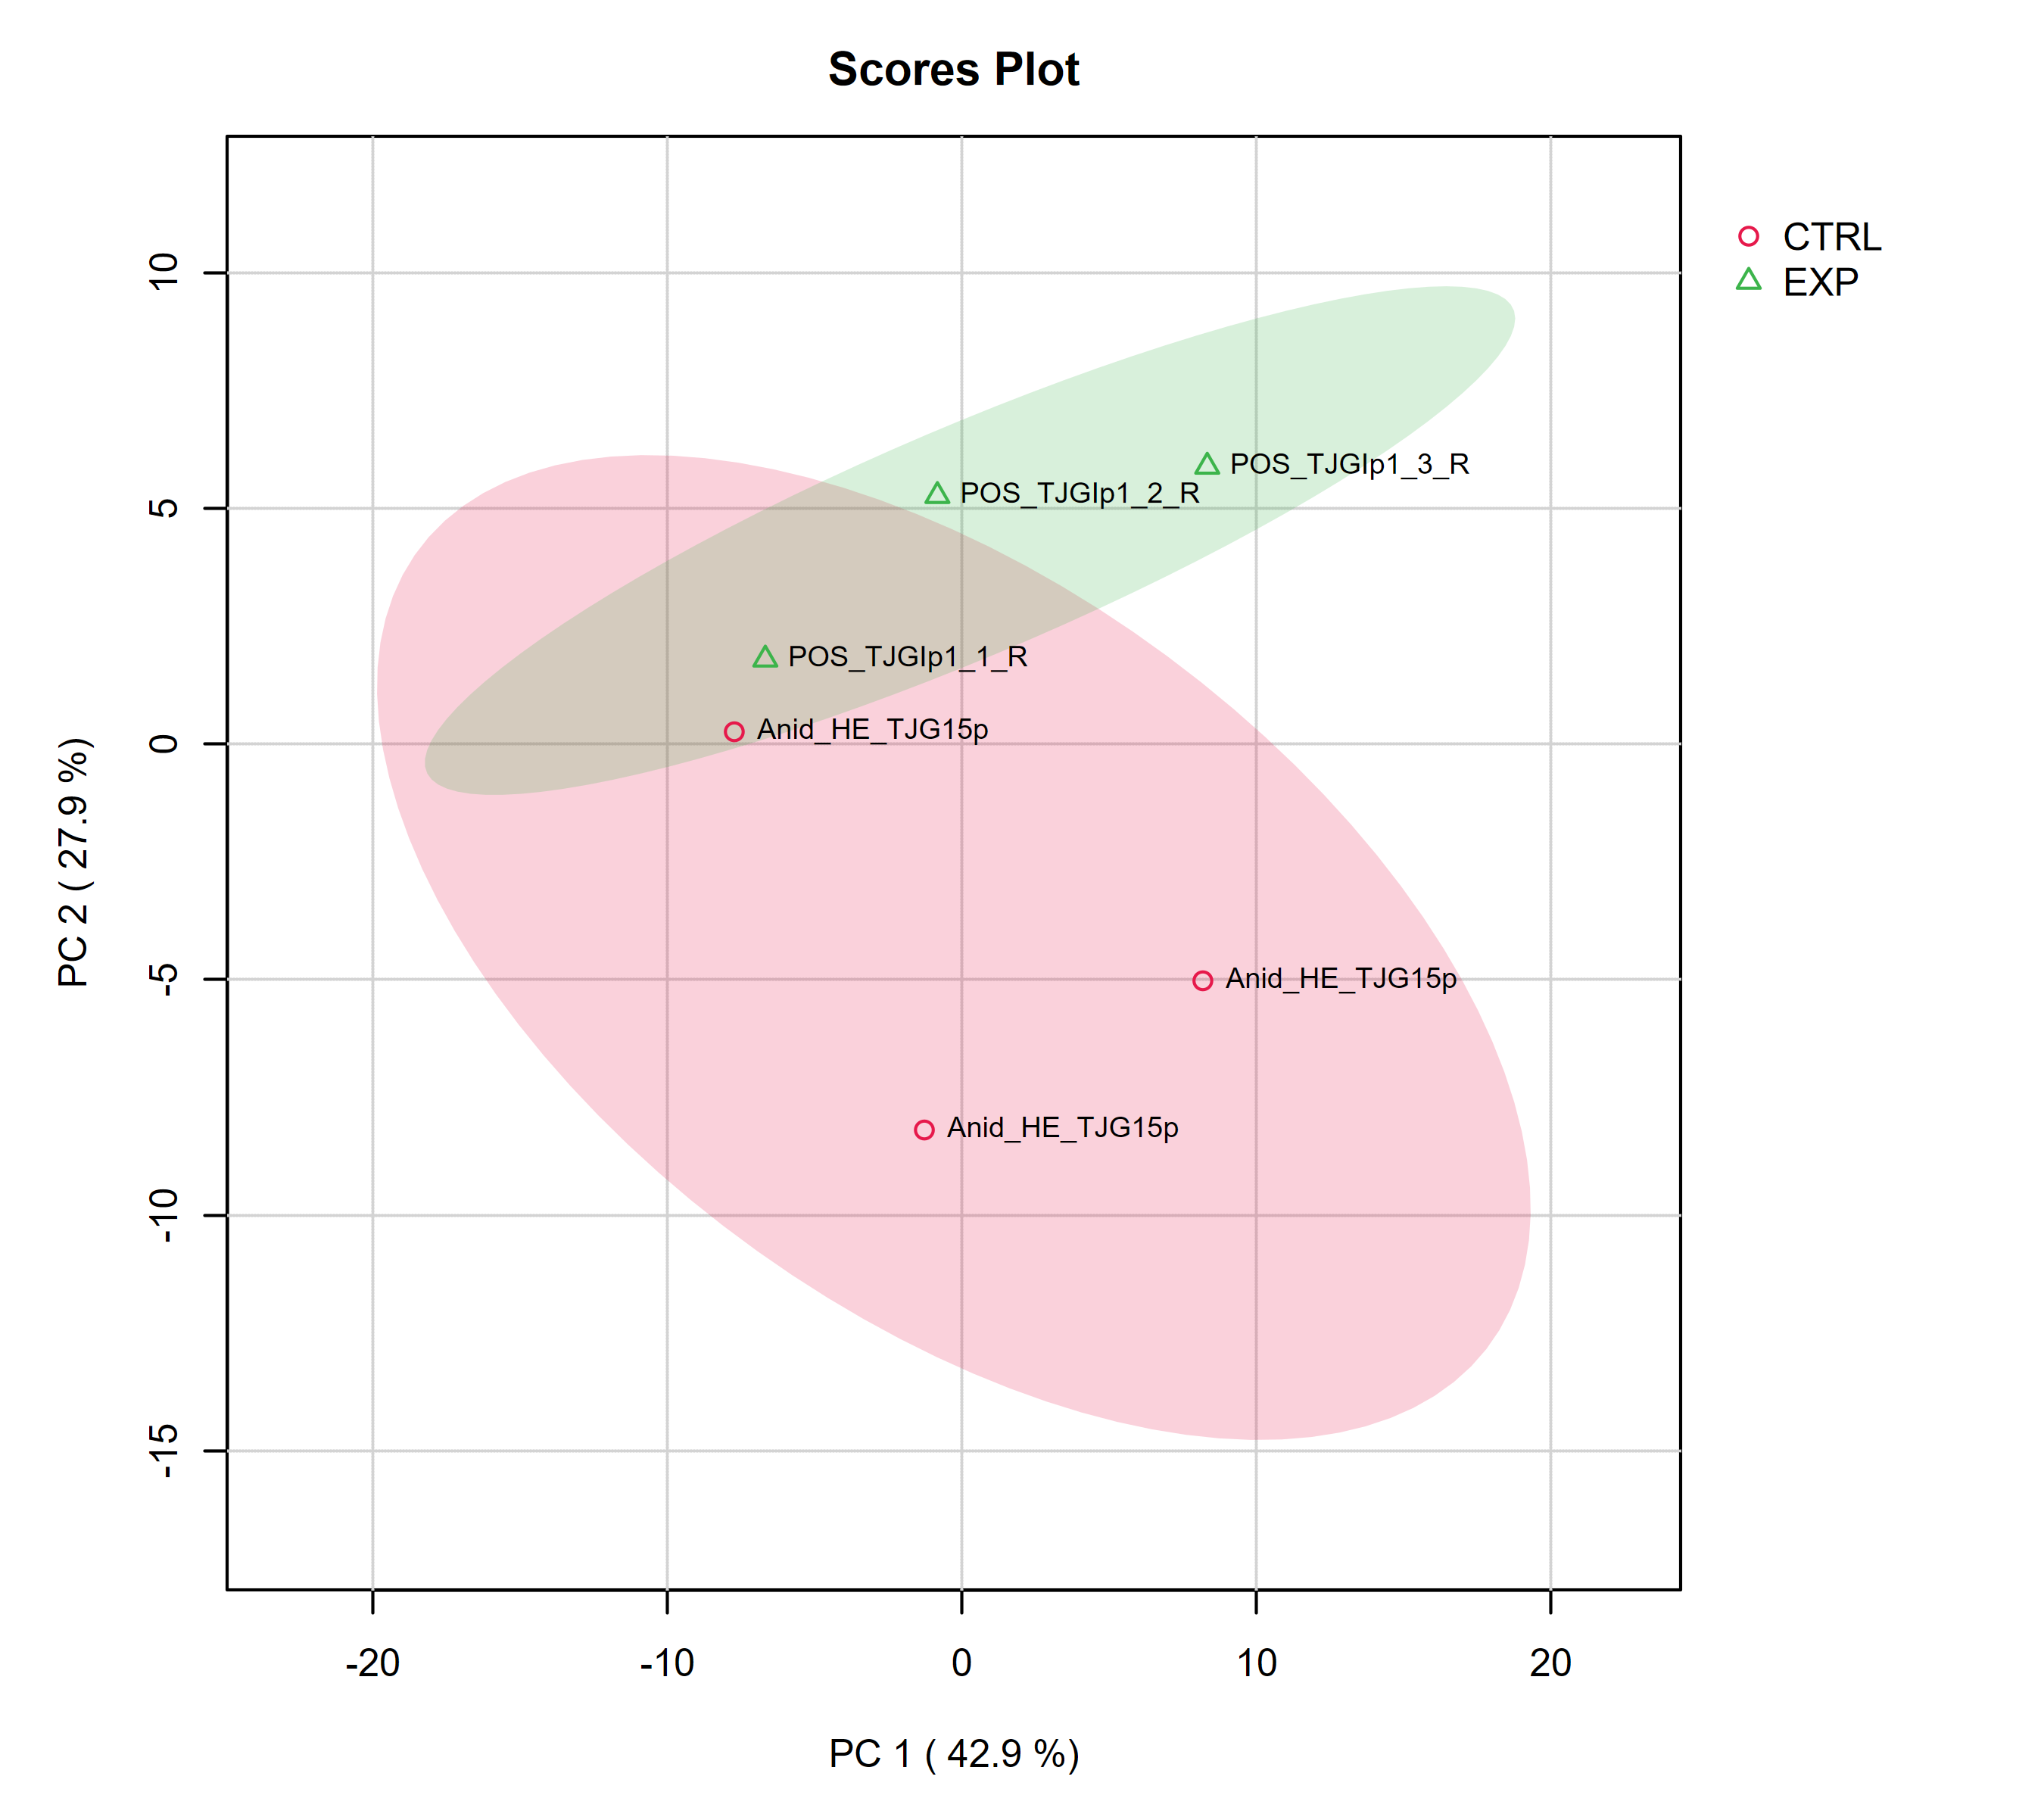 Scores Plot
CTRL
EXP
10
5
0
-5
-10
-15
PC 2 ( 27.9 %)
POS_TJGIp1_3_R
POS_TJGIp1_2_R
POS_TJGIp1_1_R
Anid_HE_TJG15p
Anid_HE_TJG15p
Anid_HE_TJG15p
-20 -10 0 10 20
PC 1 ( 42.9 %)